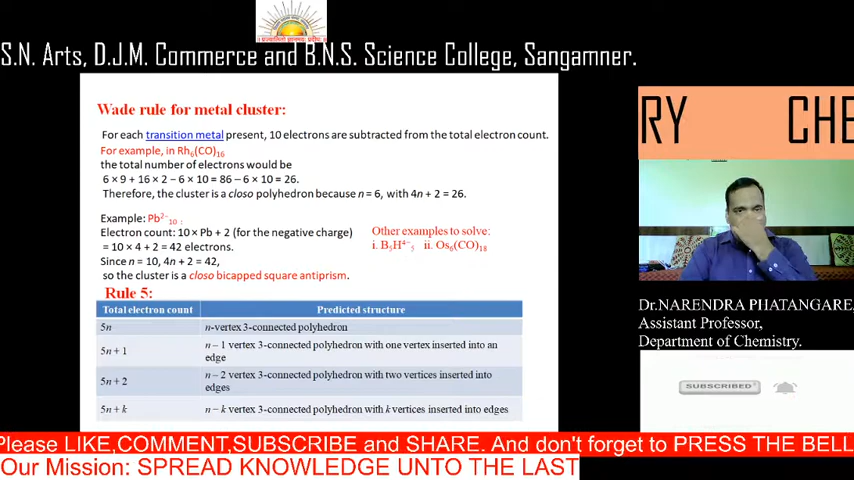 S.N. Arts, D.J.M. Commerce and B.N.S. Science College, Sangamner.
Wade rule for metal cluster:
For each transition metal present, 10 electrons are subtracted from the total electron count.
For example, in Rh6(CO)16
the total number of electrons would be
6 × 9 + 16 × 2 – 6 × 10 = 86 – 6 × 10 = 26.
Therefore, the cluster is a closo polyhedron because n = 6, with 4n + 2 = 26.
Example: Pb2−10 :
Electron count: 10 × Pb + 2 (for the negative charge)
= 10 × 4 + 2 = 42 electrons.
Since n = 10, 4n + 2 = 42,
so the cluster is a closo bicapped square antiprism.
Other examples to solve:
i. B5H4−5 ii. Os6(CO)18
Rule 5:
Total electron count Predicted structure
5n n-vertex 3-connected polyhedron
5n + 1 n – 1 vertex 3-connected polyhedron with one vertex inserted into an
edge
5n + 2 n – 2 vertex 3-connected polyhedron with two vertices inserted into
edges
5n + k n − k vertex 3-connected polyhedron with k vertices inserted into edges
RY CHE
Dr.NARENDRA PHATANGARE,
Assistant Professor,
Department of Chemistry.
SUBSCRIBED
Please LIKE,COMMENT,SUBSCRIBE and SHARE. And don't forget to PRESS THE BELL
Our Mission: SPREAD KNOWLEDGE UNTO THE LAST